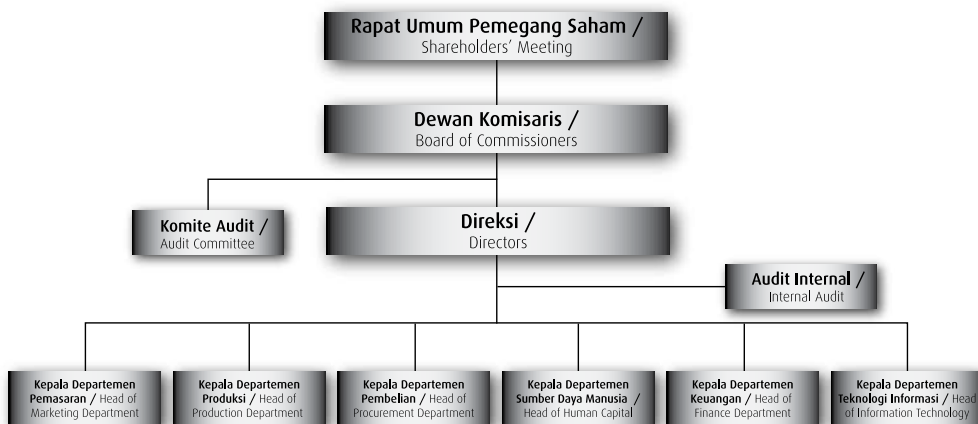 Rapat Umum Pemegang Saham /
Shareholders' Meeting
Dewan Komisaris /
Board of Commissioners
Komite Audit /
Audit Committee
Direksi /
Directors
Audit Internal /
Internal Audit
Kepala Departemen
Pemasaran / Head of
Marketing Department
Kepala Departemen
Produksi / Head of
Production Department
Kepala Departemen
Pembelian / Head of
Procurement Department
Kepala Departemen
Sumber Daya Manusia /
Head of Human Capital
Kepala Departemen
Keuangan / Head of
Finance Department
Kepala Departemen
Teknologi Informasi / Head
of Information Technology